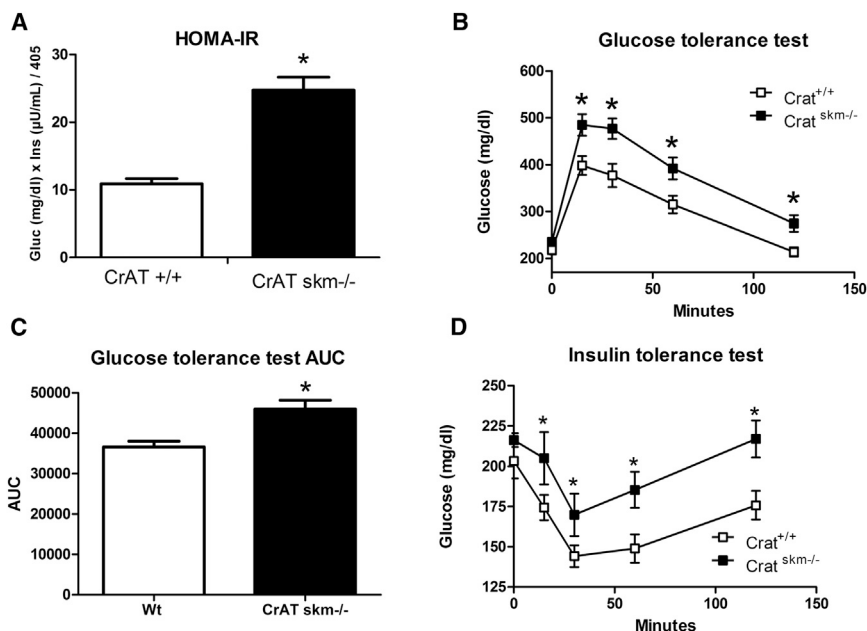 A
HOMA-IR
Gluc (mg/dl) x Ins (µU/mL) / 405
30
20
10
0
*
CrAT +/+
CrAT skm-/-
B
Glucose tolerance test
Glucose (mg/dl)
600
500
400
300
200
* * * *
Crat+/+
Crat skm-/-
0
50
100
150
Minutes
C
Glucose tolerance test AUC
AUC
50000
40000
30000
20000
10000
0
*
Wt
CrAT skm-/-
D
Insulin tolerance test
Glucose (mg/dl)
250
225
200
175
150
125
* * * *
Crat+/+
Crat skm-/-
0
50
100
150
Minutes